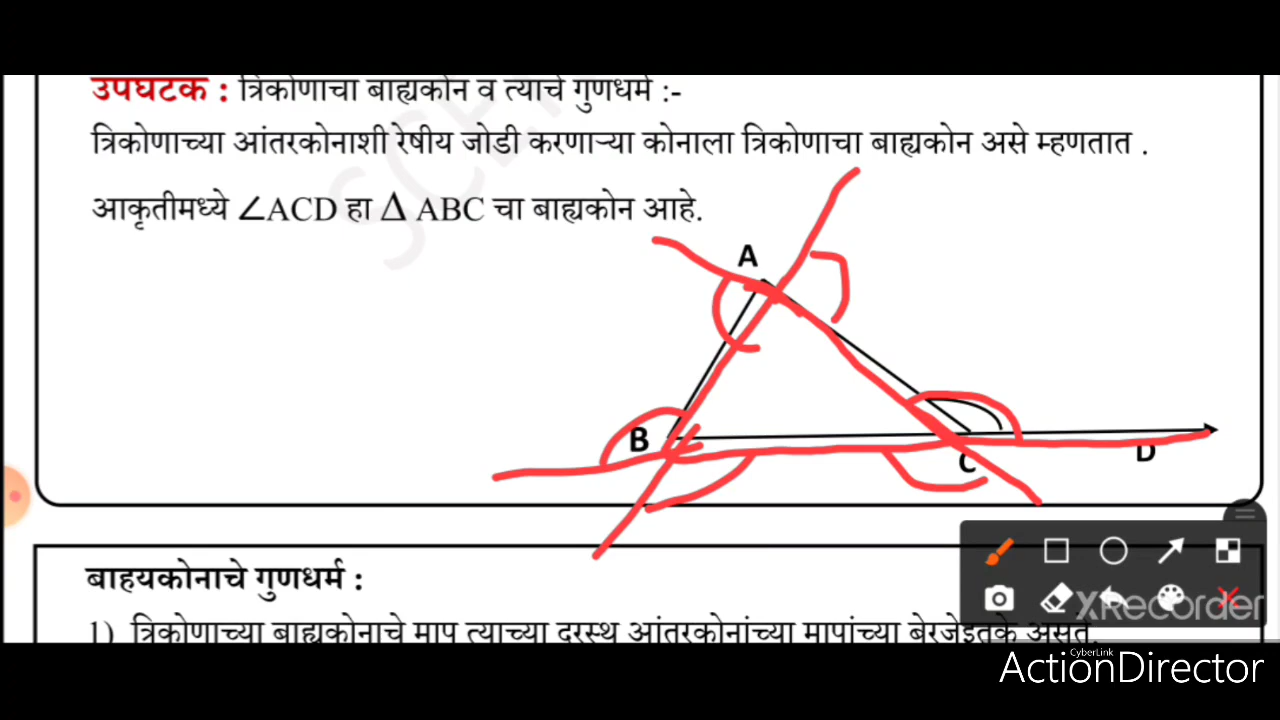 उपघटक : त्रिकोणाचा बाह्यकोन व त्याचे गुणधर्म :-
त्रिकोणाच्या आंतरकोनाशी रेषीय जोडी करणाऱ्या कोनाला त्रिकोणाचा बाह्यकोन असे म्हणतात .
आकृतीमध्ये ∠ACD हा Δ ABC चा बाह्यकोन आहे.
A
B
C
D
बाहयकोनाचे गुणधर्म :
1) त्रिकोणाच्या बाह्यकोनाचे माप त्याच्या दूरस्थ आंतरकोनांच्या मापांच्या बेरजेइतके असते.
XRecorder
CyberLink
ActionDirector